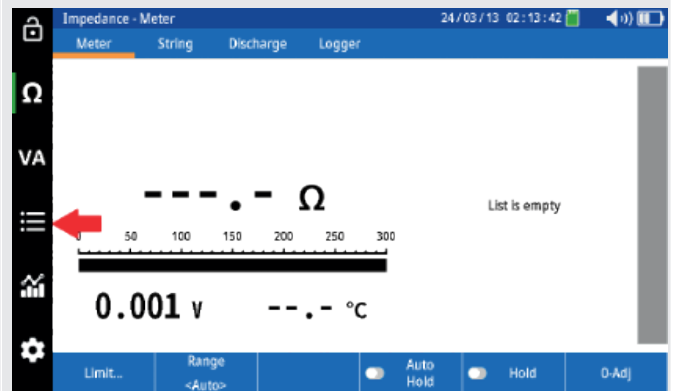 Impedance - Meter 24/03/13 02:13:42
Meter String Discharge Logger
Ω
VA
---.- Ω
List is empty
0 50 100 150 200 250 300
0.001 V --.- °C
Limit... Range <Auto> Auto Hold Hold 0-Adj